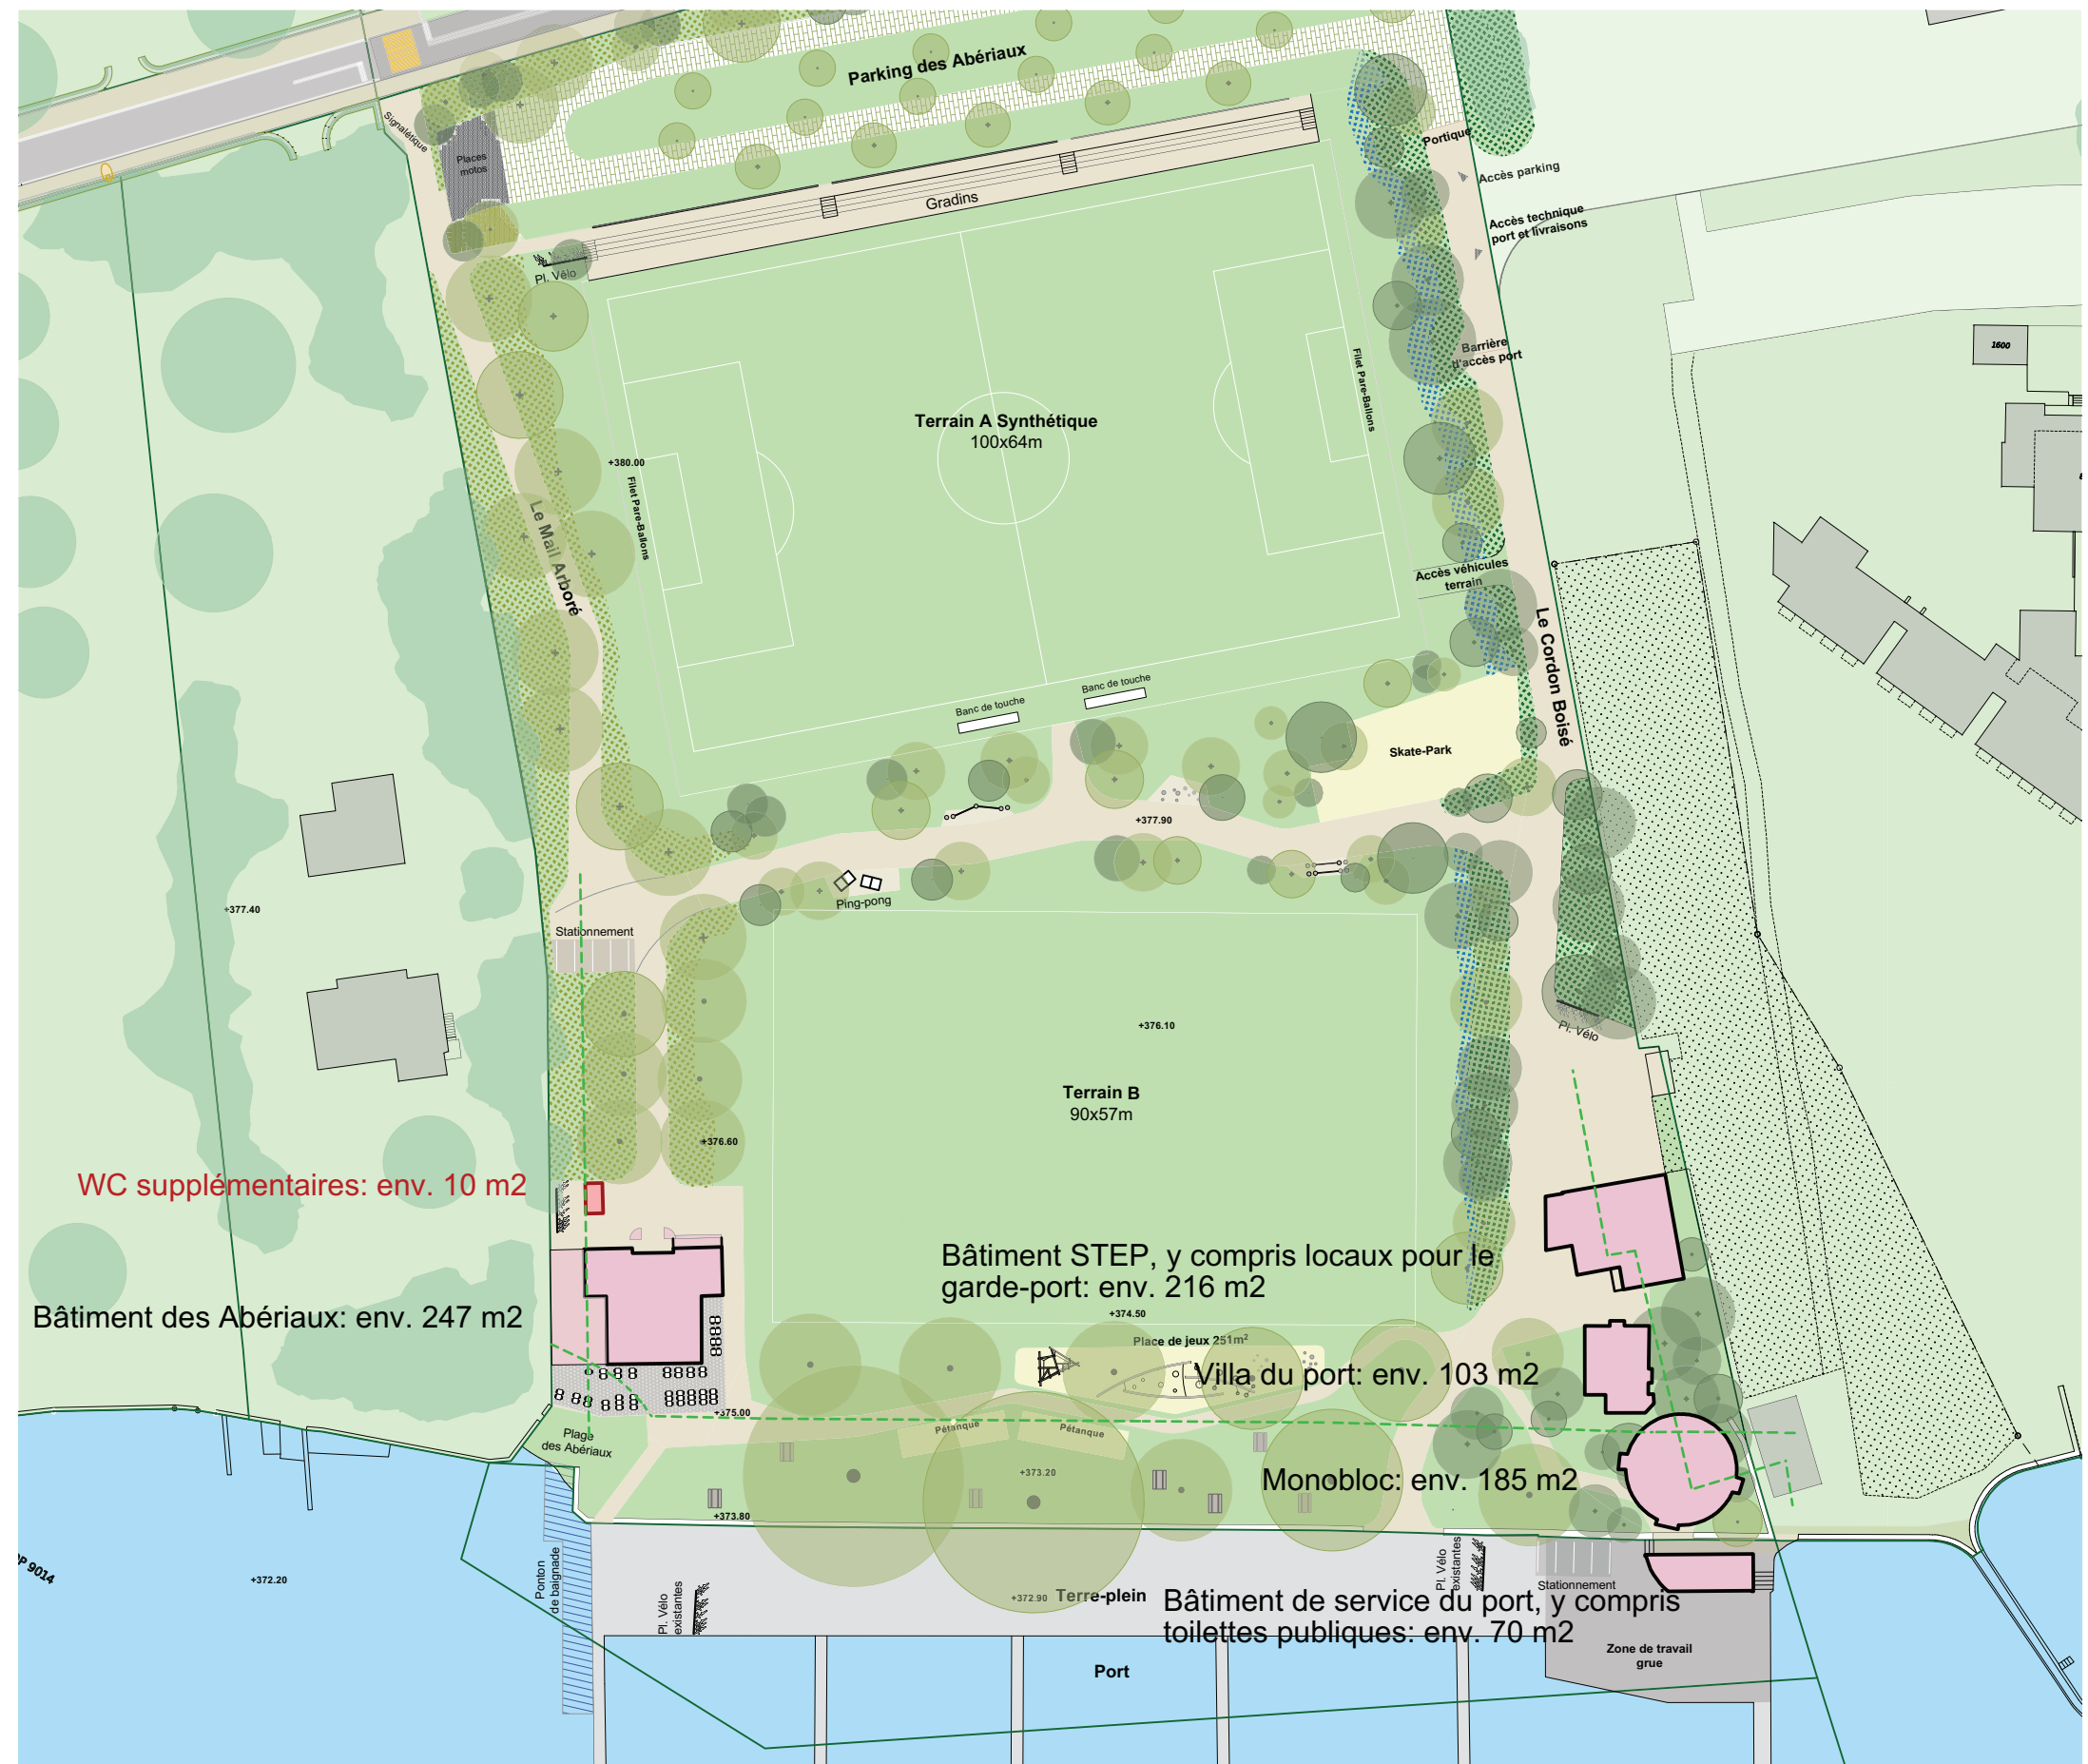 Parking des Abériaux
Signalétique
Places
motos
Portique
Accès parking
Gradins
Accès technique
port et livraisons
Pl. Vélo
1600
Barrière
d'accès port
Filet Pare-Ballons
Terrain A Synthétique
100x64m
+380.00
Filet Pare-Ballons
Le Mail Arboré
Accès véhicules
terrain
Le Cordon Boisé
Banc de touche
Banc de touche
Skate-Park
+377.90
Ping-pong
+377.40
Stationnement
+376.10
Pl. Vélo
Terrain B
90x57m
+376.60
WC supplémentaires: env. 10 m2
Bâtiment STEP, y compris locaux pour le
garde-port: env. 216 m2
Bâtiment des Abériaux: env. 247 m2
+374.50
Place de jeux 251m²
Villa du port: env. 103 m2
+375.00
Pétanque
Pétanque
Plage
des Abériaux
+373.20
Monobloc: env. 185 m2
+373.80
DP 9014
+372.20
Ponton
de baignade
Pl. Vélo
existantes
+372.90
Terre-plein
Pl. Vélo
existantes
Stationnement
Bâtiment de service du port, y compris
toilettes publiques: env. 70 m2
Zone de travail
grue
Port